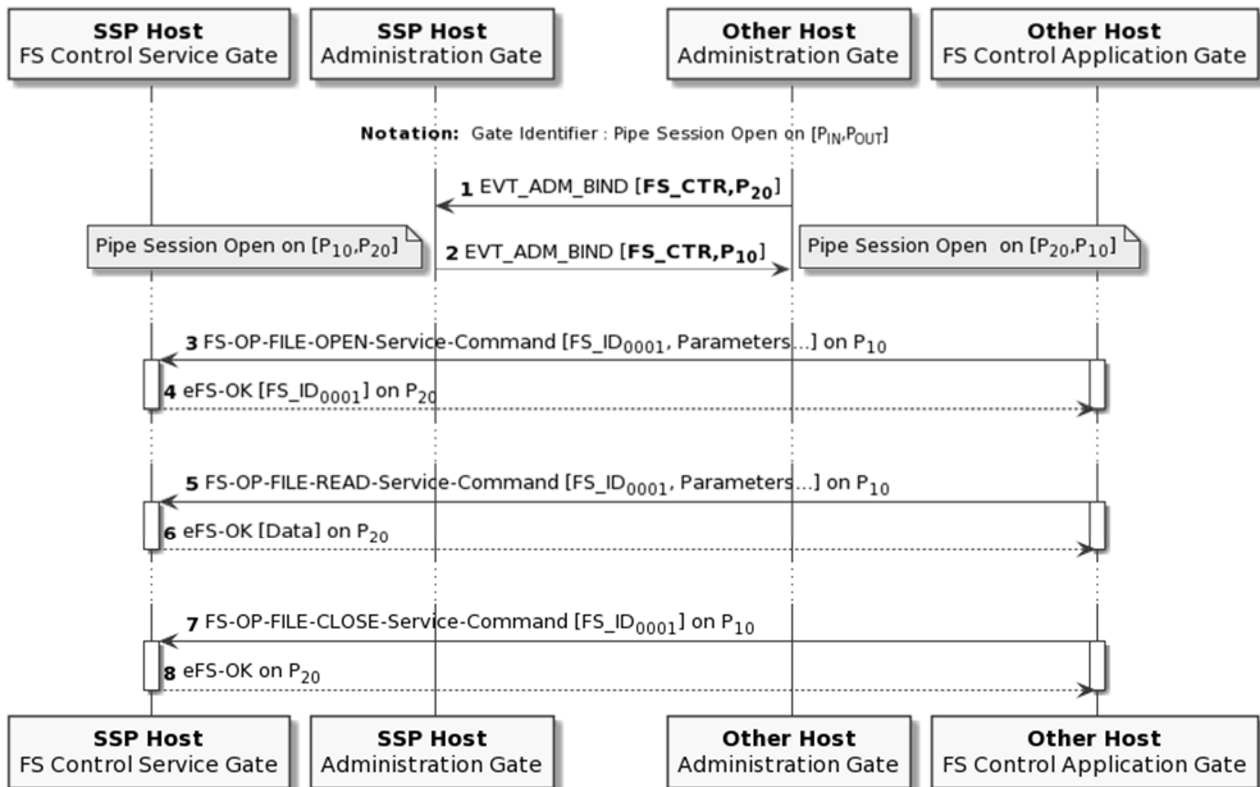 SSP Host
FS Control Service Gate
SSP Host
Administration Gate
Other Host
Administration Gate
Other Host
FS Control Application Gate
Notation: Gate Identifier : Pipe Session Open on [PIN,POUT]
1 EVT_ADM_BIND [FS_CTR,P20]
Pipe Session Open on [P10,P20]
2 EVT_ADM_BIND [FS_CTR,P10]
Pipe Session Open on [P20,P10]
3 FS-OP-FILE-OPEN-Service-Command [FS_ID0001, Parameters...] on P10
4 eFS-OK [FS_ID0001] on P20
5 FS-OP-FILE-READ-Service-Command [FS_ID0001, Parameters...] on P10
6 eFS-OK [Data] on P20
7 FS-OP-FILE-CLOSE-Service-Command [FS_ID0001] on P10
8 eFS-OK on P20
SSP Host
FS Control Service Gate
SSP Host
Administration Gate
Other Host
Administration Gate
Other Host
FS Control Application Gate